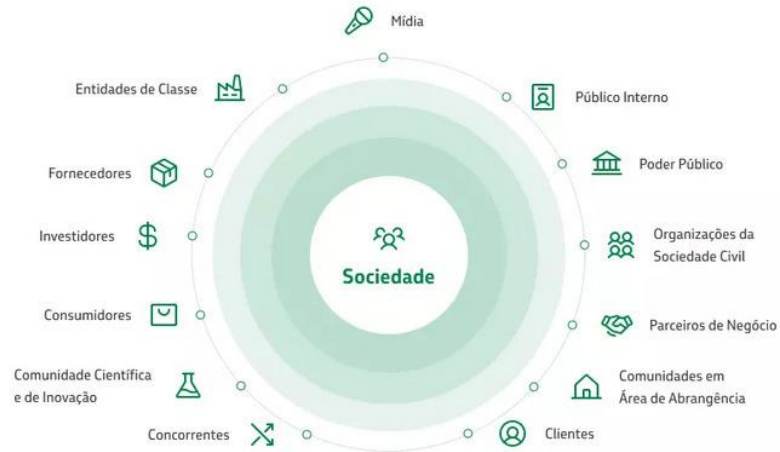 Mídia
Entidades de Classe
Público Interno
Fornecedores
Poder Público
Investidores
Organizações da
Sociedade Civil
Sociedade
Consumidores
Parceiros de Negócio
Comunidade Científica
e de Inovação
Comunidades em
Área de Abrangência
Concorrentes
Clientes